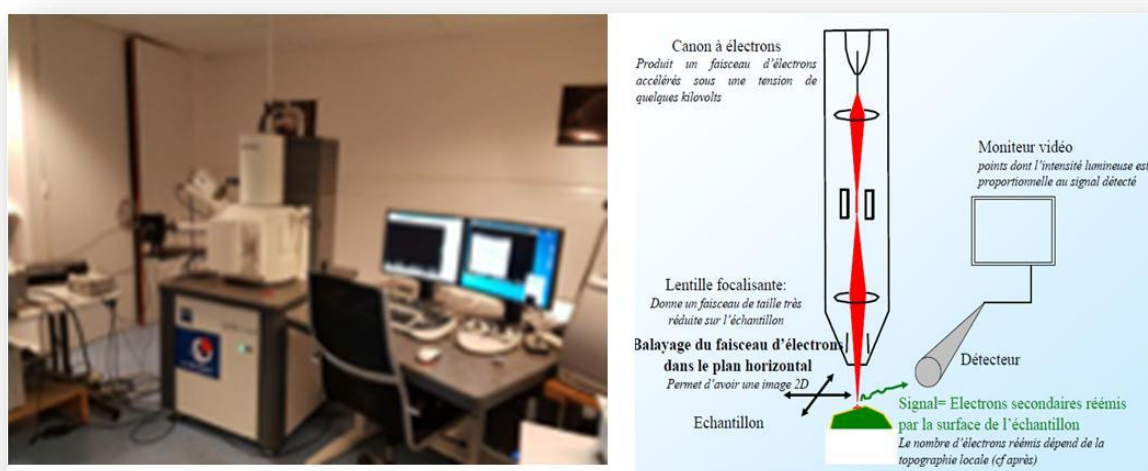 Canon à électrons
Produit un faisceau d'électrons
accélérés sous une tension de
quelques kilovolts
Moniteur vidéo
points dont l'intensité lumineuse est
proportionnelle au signal détecté
Lentille focalisante:
Donne un faisceau de taille très
réduite sur l'échantillon
Balayage du faisceau d'électrons
dans le plan horizontal
Permet d'avoir une image 2D
Détecteur
Echantillon
Signal= Electrons secondaires réémis
par la surface de l'échantillon
Le nombre d'électrons réémis dépend de la
topographie locale (cf après)